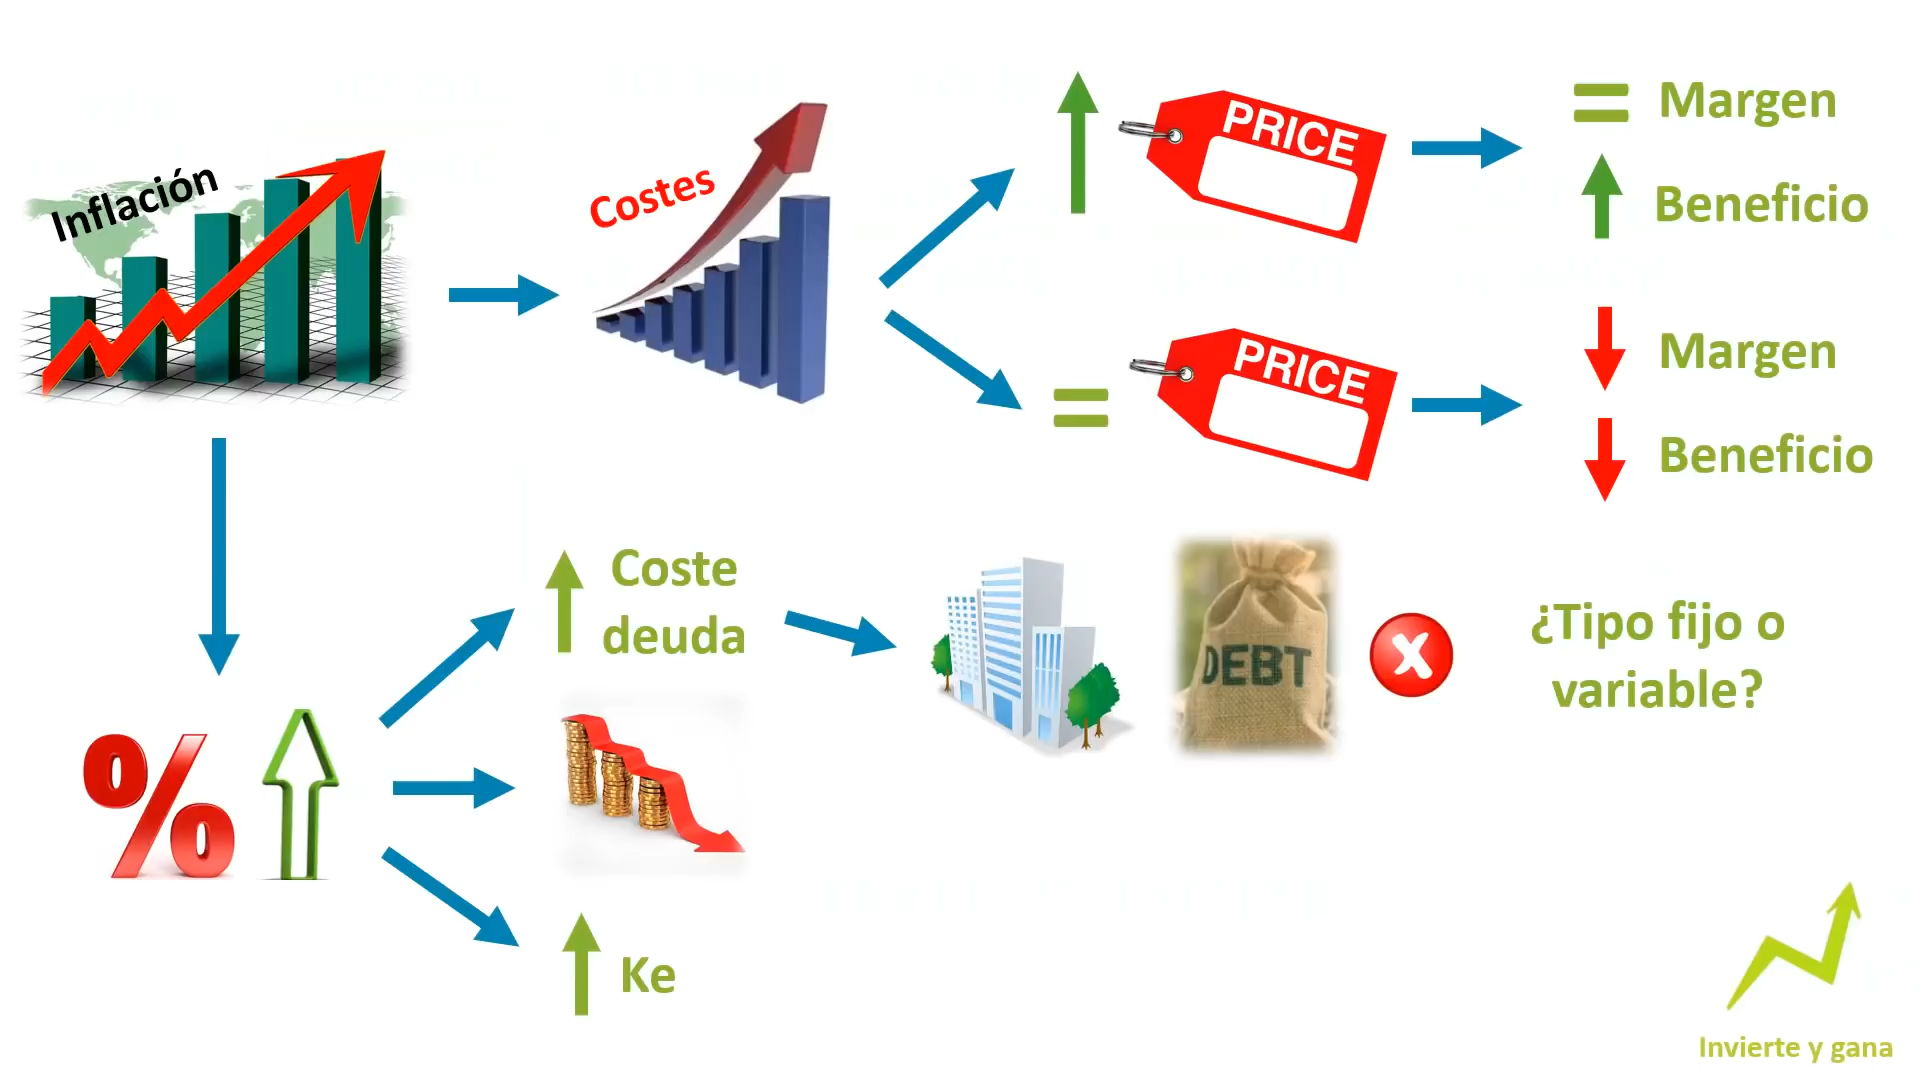 Inflación
Costes
PRICE
= Margen
Beneficio
= PRICE
Margen
Beneficio
Coste
deuda
DEBT
X
¿Tipo fijo o
variable?
%
Ke
Invierte y gana